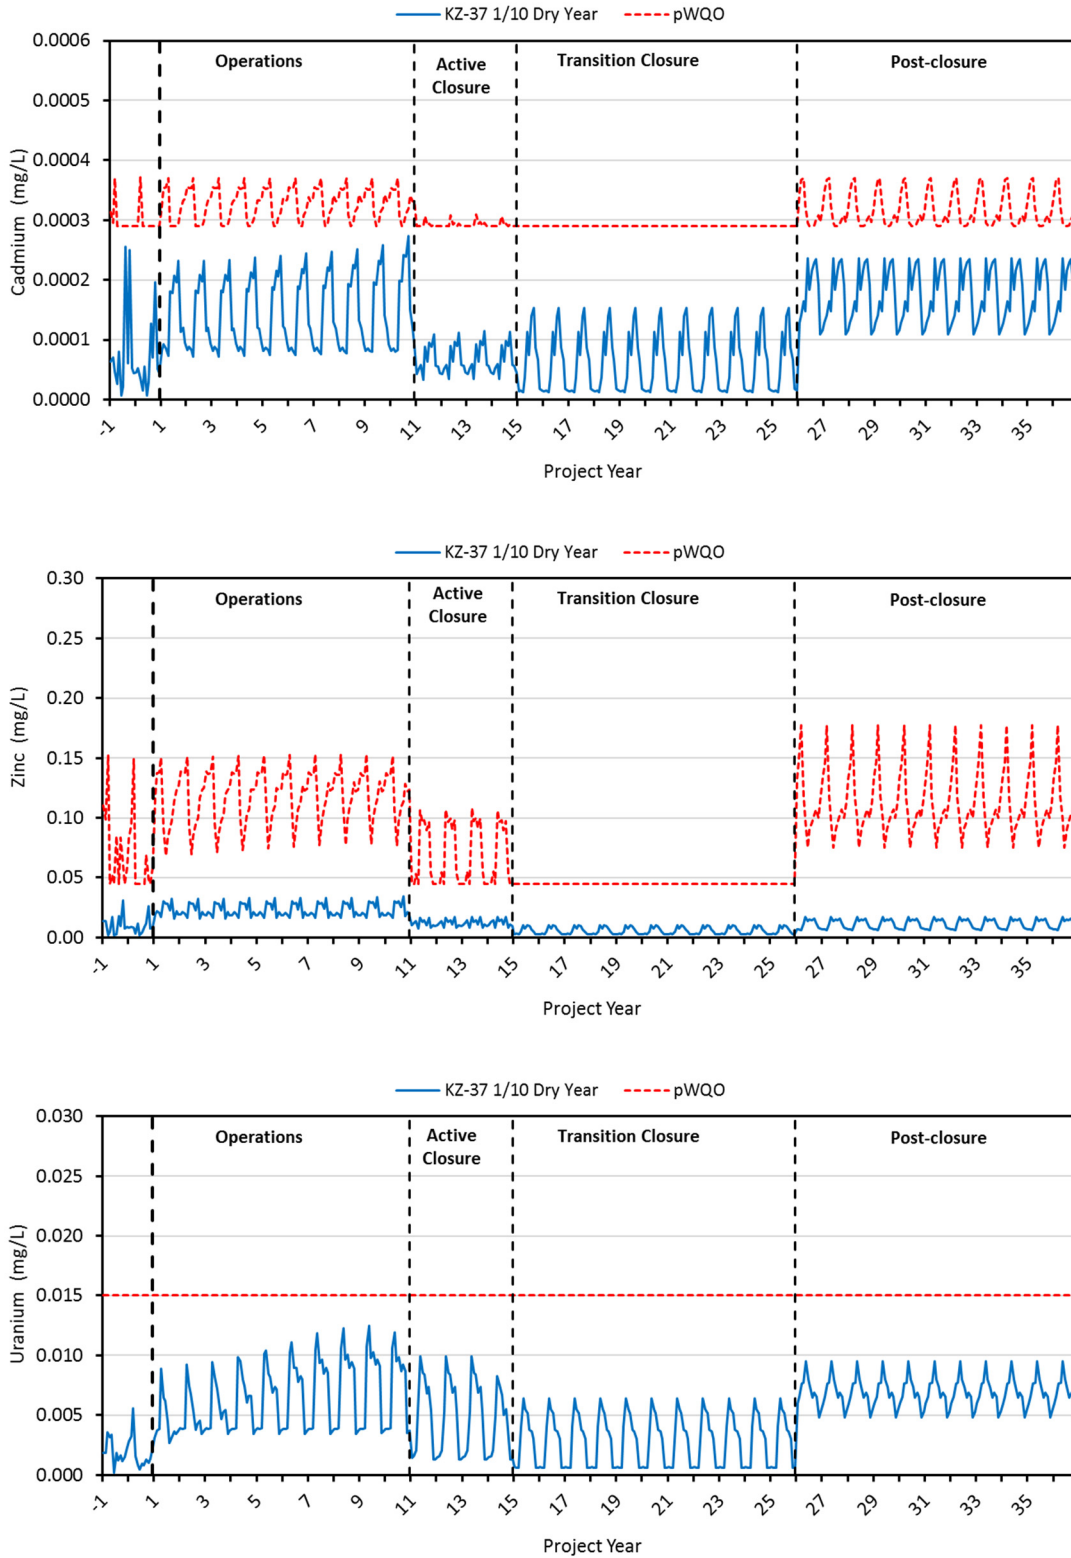 KZ-37 1/10 Dry Year pWQO
0.0006
0.0005
0.0004
0.0003
0.0002
0.0001
0.0000
Cadmium (mg/L)
Operations
Active
Closure
Transition Closure
Post-closure
-1 1 3 5 7 9 11 13 15 17 19 21 23 25 27 29 31 33 35
Project Year
KZ-37 1/10 Dry Year pWQO
0.30
0.25
0.20
0.15
0.10
0.05
0.00
Zinc (mg/L)
Operations
Active
Closure
Transition Closure
Post-closure
-1 1 3 5 7 9 11 13 15 17 19 21 23 25 27 29 31 33 35
Project Year
KZ-37 1/10 Dry Year pWQO
0.030
0.025
0.020
0.015
0.010
0.005
0.000
Uranium (mg/L)
Operations
Active
Closure
Transition Closure
Post-closure
-1 1 3 5 7 9 11 13 15 17 19 21 23 25 27 29 31 33 35
Project Year